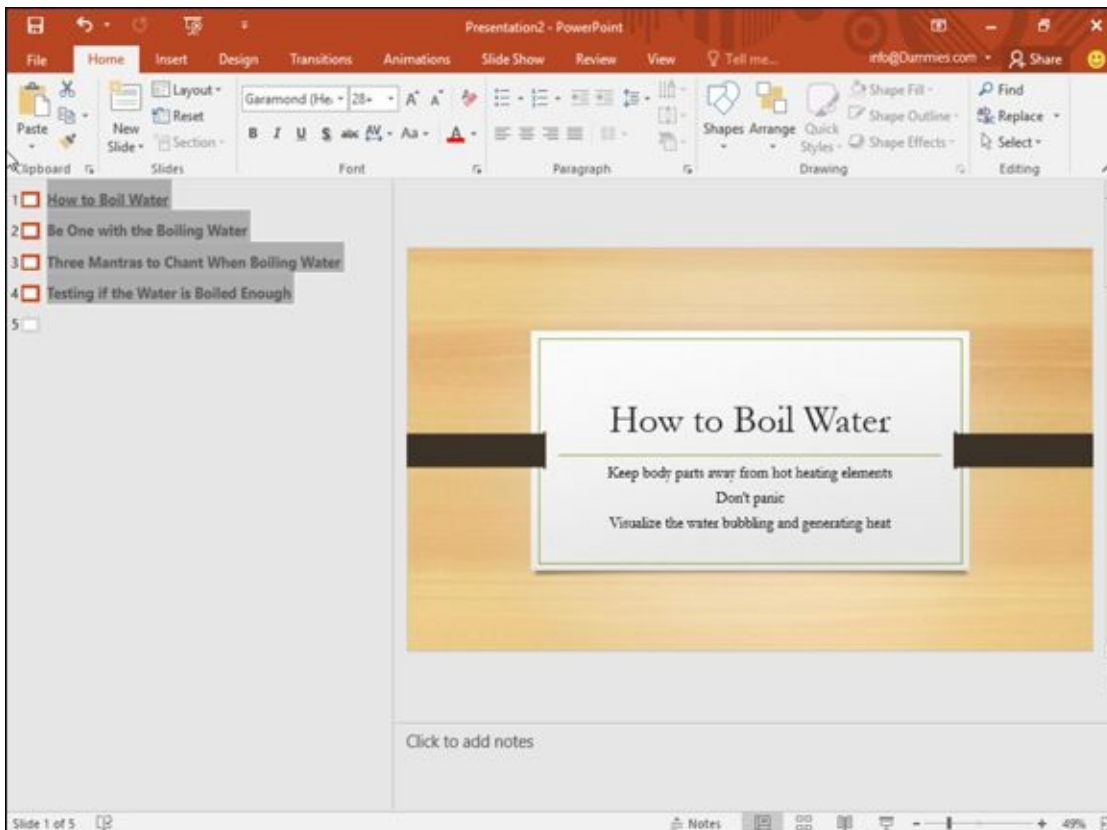 Presentation2 - PowerPoint
File Home Insert Design Transitions Animations Slide Show Review View Tell me... info@Dummies.com Share
Paste
New Slide
Layout
Reset
Section
Garamond (He 28+ A A
B I U S abc AV Aa A
Shapes Arrange Quick Styles
Shape Fill
Shape Outline
Shape Effects
Find
Replace
Select
Clipboard Slides Font Paragraph Drawing Editing
1 How to Boil Water
2 Be One with the Boiling Water
3 Three Mantras to Chant When Boiling Water
4 Testing if the Water is Boiled Enough
5
How to Boil Water
Keep body parts away from hot heating elements
Don't panic
Visualize the water bubbling and generating heat
Click to add notes
Slide 1 of 5 Notes 49%